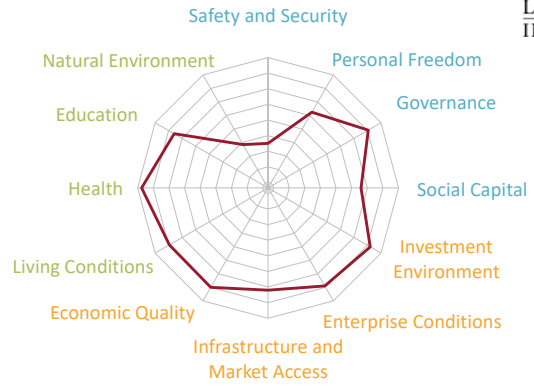 Safety and Security
Natural Environment
Personal Freedom
Education
Governance
Health
Social Capital
Living Conditions
Investment
Environment
Economic Quality
Enterprise Conditions
Infrastructure and
Market Access